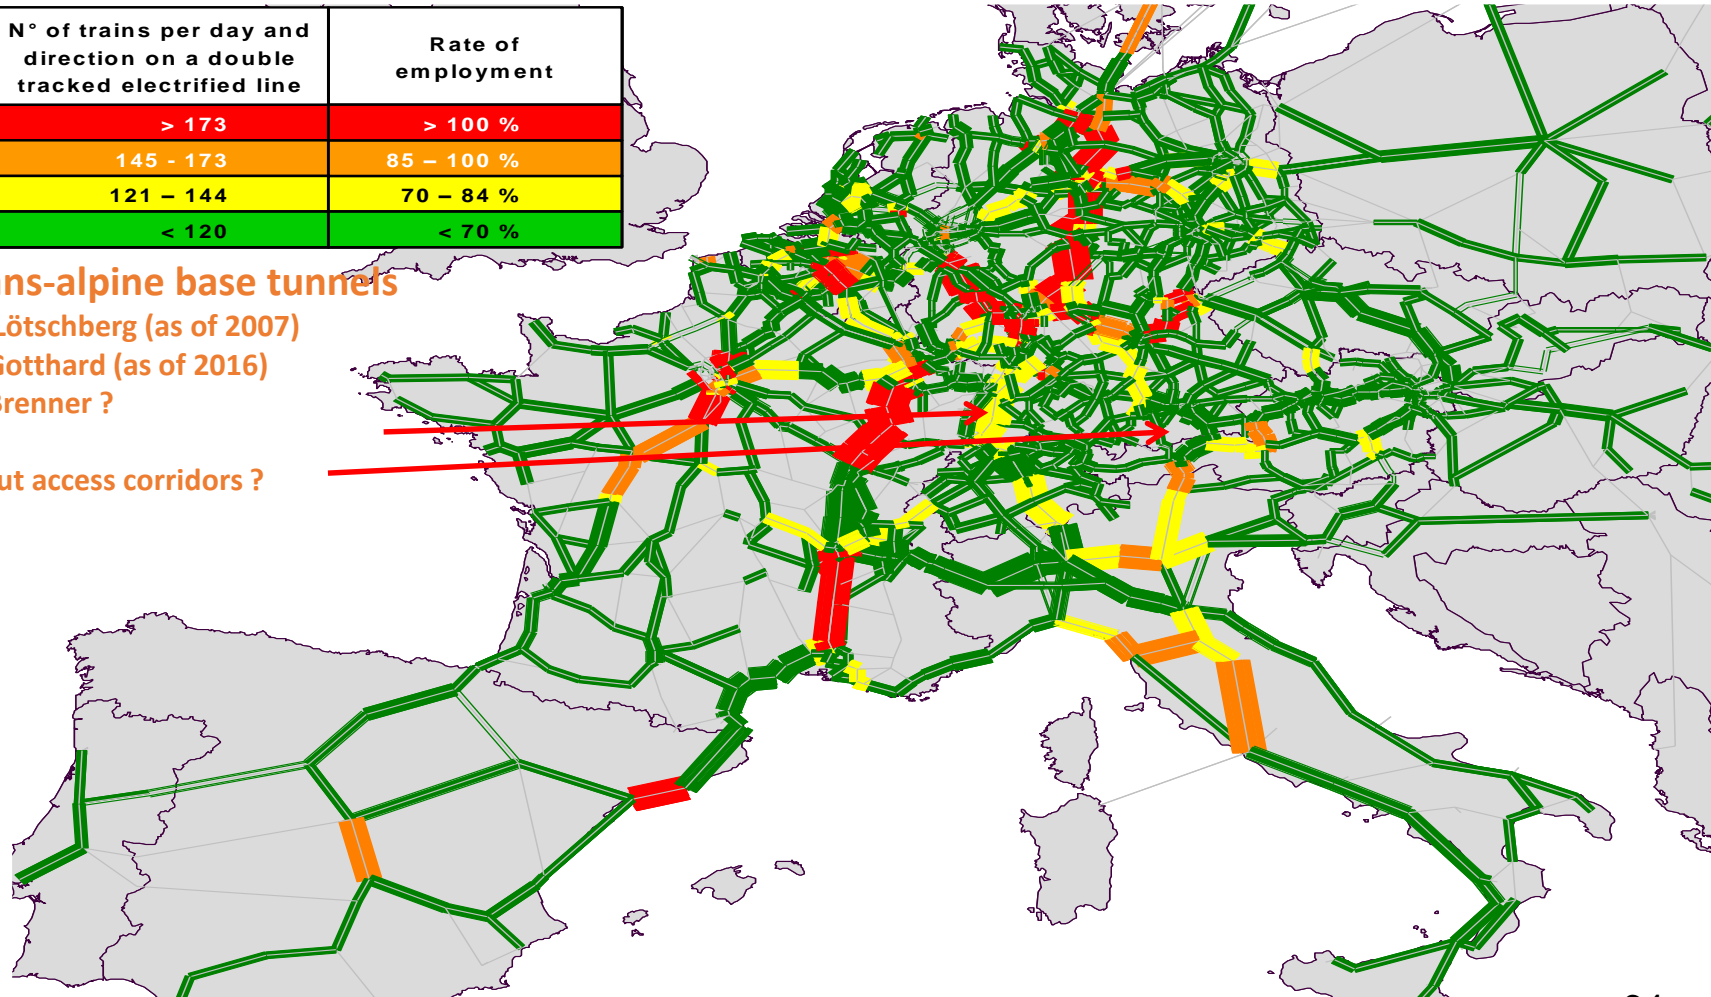 N° of trains per day and direction on a double tracked electrified line
Rate of employment
> 173
> 100 %
145 - 173
85 – 100 %
121 – 144
70 – 84 %
< 120
< 70 %
ns-alpine base tunnels
Lötschberg (as of 2007)
Gotthard (as of 2016)
Brenner ?
ut access corridors ?